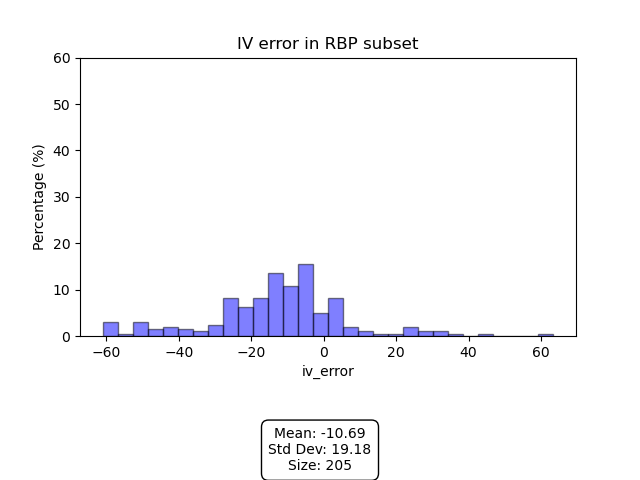 IV error in RBP subset
60
50
40
30
20
10
0
Percentage (%)
−60 −40 −20 0 20 40 60
iv_error
Mean: -10.69
Std Dev: 19.18
Size: 205